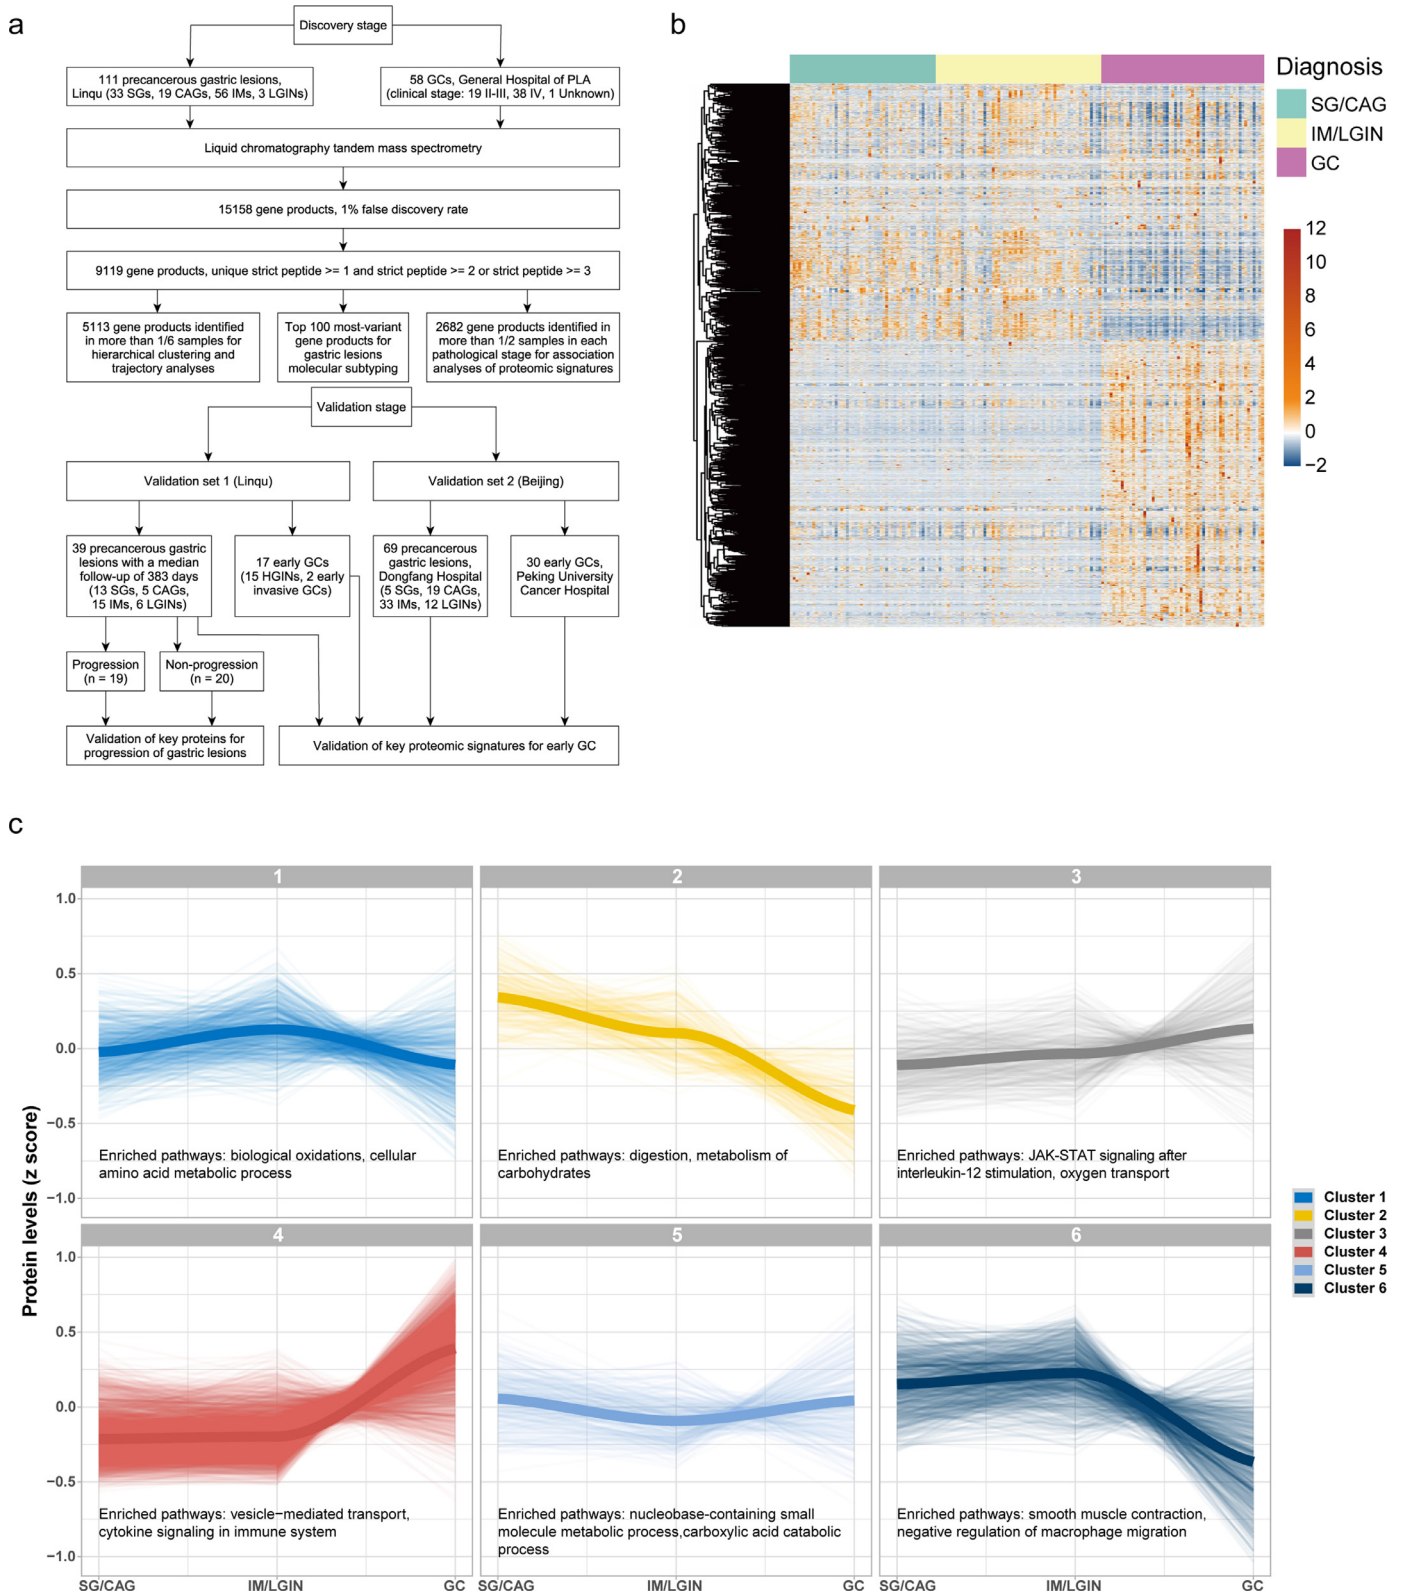 a
Discovery stage
111 precancerous gastric lesions,
Linqu (33 SGs, 19 CAGs, 56 IMs, 3 LGINs)
58 GCs, General Hospital of PLA
(clinical stage: 19 II-III, 38 IV, 1 Unknown)
Liquid chromatography tandem mass spectrometry
15158 gene products, 1% false discovery rate
9119 gene products, unique strict peptide >= 1 and strict peptide >= 2 or strict peptide >= 3
5113 gene products identified
in more than 1/6 samples for
hierarchical clustering and
trajectory analyses
Top 100 most-variant
gene products for
gastric lesions
molecular subtyping
2682 gene products identified in
more than 1/2 samples in each
pathological stage for association
analyses of proteomic signatures
Validation stage
Validation set 1 (Linqu)
Validation set 2 (Beijing)
39 precancerous gastric
lesions with a median
follow-up of 383 days
(13 SGs, 5 CAGs,
15 IMs, 6 LGINs)
17 early GCs
(15 HGINs, 2 early
invasive GCs)
69 precancerous
gastric lesions,
Dongfang Hospital
(5 SGs, 19 CAGs,
33 IMs, 12 LGINs)
30 early GCs,
Peking University
Cancer Hospital
Progression
(n = 19)
Non-progression
(n = 20)
Validation of key proteins for
progression of gastric lesions
Validation of key proteomic signatures for early GC
b
Diagnosis
SG/CAG
IM/LGIN
GC
12
10
8
6
4
2
0
−2
c
Protein levels (z score)
1
1.0
0.5
0.0
−0.5
−1.0
Enriched pathways: biological oxidations, cellular
amino acid metabolic process
2
Enriched pathways: digestion, metabolism of
carbohydrates
3
Enriched pathways: JAK-STAT signaling after
interleukin-12 stimulation, oxygen transport
4
1.0
0.5
0.0
−0.5
−1.0
Enriched pathways: vesicle−mediated transport,
cytokine signaling in immune system
SG/CAG IM/LGIN GC
5
Enriched pathways: nucleobase-containing small
molecule metabolic process,carboxylic acid catabolic
process
SG/CAG IM/LGIN GC
6
Enriched pathways: smooth muscle contraction,
negative regulation of macrophage migration
SG/CAG IM/LGIN GC
Cluster 1
Cluster 2
Cluster 3
Cluster 4
Cluster 5
Cluster 6